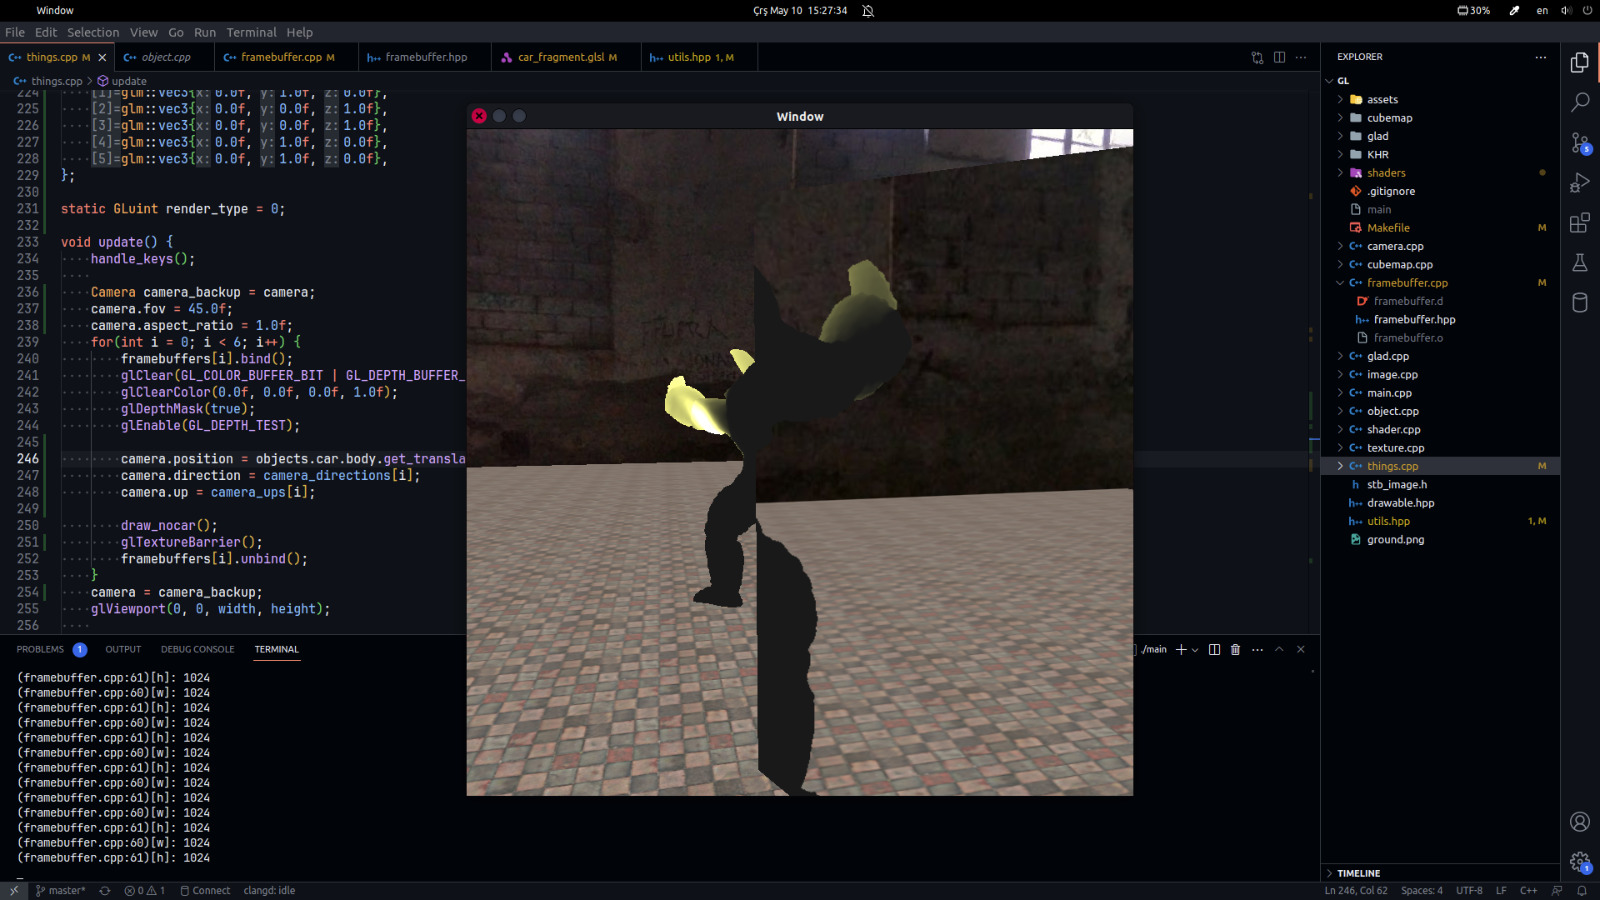 Window
Çrş May 10 15:27:34
30%
en
File Edit Selection View Go Run Terminal Help
things.cpp M
object.cpp
framebuffer.cpp M
framebuffer.hpp
car_fragment.glsl M
utils.hpp 1, M
things.cpp > update
224 [1]=glm::vec3{x: 0.0f, y: 1.0f, z: 0.0f},
225 [2]=glm::vec3{x: 0.0f, y: 0.0f, z: 1.0f},
226 [3]=glm::vec3{x: 0.0f, y: 0.0f, z: 1.0f},
227 [4]=glm::vec3{x: 0.0f, y: 1.0f, z: 0.0f},
228 [5]=glm::vec3{x: 0.0f, y: 1.0f, z: 0.0f},
229 };
230
231 static GLuint render_type = 0;
232
233 void update() {
234 handle_keys();
235
236 Camera camera_backup = camera;
237 camera.fov = 45.0f;
238 camera.aspect_ratio = 1.0f;
239 for(int i = 0; i < 6; i++) {
240 framebuffers[i].bind();
241 glClear(GL_COLOR_BUFFER_BIT | GL_DEPTH_BUFFER_
242 glClearColor(0.0f, 0.0f, 0.0f, 1.0f);
243 glDepthMask(true);
244 glEnable(GL_DEPTH_TEST);
245
246 camera.position = objects.car.body.get_transla
247 camera.direction = camera_directions[i];
248 camera.up = camera_ups[i];
249
250 draw_nocar();
251 glTextureBarrier();
252 framebuffers[i].unbind();
253 }
254 camera = camera_backup;
255 glViewport(0, 0, width, height);
256
Window
PROBLEMS 1 OUTPUT DEBUG CONSOLE TERMINAL
./main
(framebuffer.cpp:61)[h]: 1024
(framebuffer.cpp:60)[w]: 1024
(framebuffer.cpp:61)[h]: 1024
(framebuffer.cpp:60)[w]: 1024
(framebuffer.cpp:61)[h]: 1024
(framebuffer.cpp:60)[w]: 1024
(framebuffer.cpp:61)[h]: 1024
(framebuffer.cpp:60)[w]: 1024
(framebuffer.cpp:61)[h]: 1024
(framebuffer.cpp:60)[w]: 1024
(framebuffer.cpp:61)[h]: 1024
(framebuffer.cpp:60)[w]: 1024
(framebuffer.cpp:61)[h]: 1024
EXPLORER
GL
assets
cubemap
glad
KHR
shaders
.gitignore
main
Makefile M
camera.cpp
cubemap.cpp
framebuffer.cpp M
framebuffer.d
framebuffer.hpp
framebuffer.o
glad.cpp
image.cpp
main.cpp
object.cpp
shader.cpp
texture.cpp
things.cpp M
stb_image.h
drawable.hpp
utils.hpp 1, M
ground.png
TIMELINE
5
1
master*
0 1
Connect
clangd: idle
Ln 246, Col 62 Spaces: 4 UTF-8 LF C++